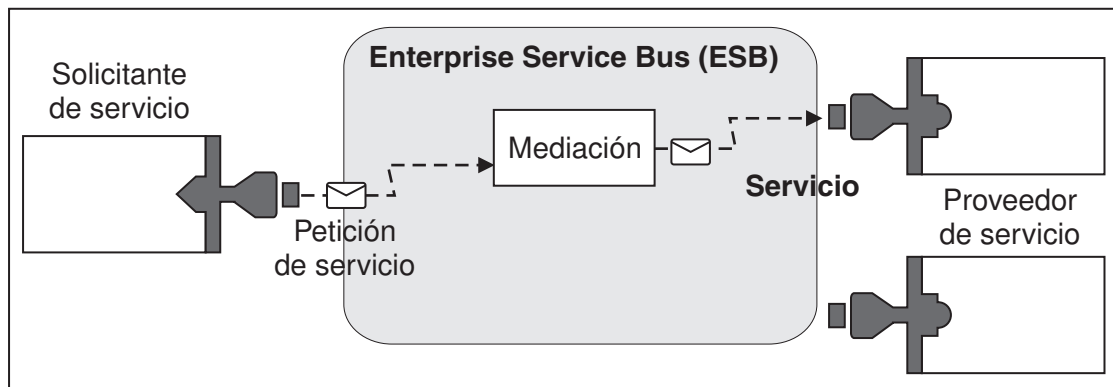 Enterprise Service Bus (ESB)
Solicitante
de servicio
Mediación
Servicio
Petición
de servicio
Proveedor
de servicio